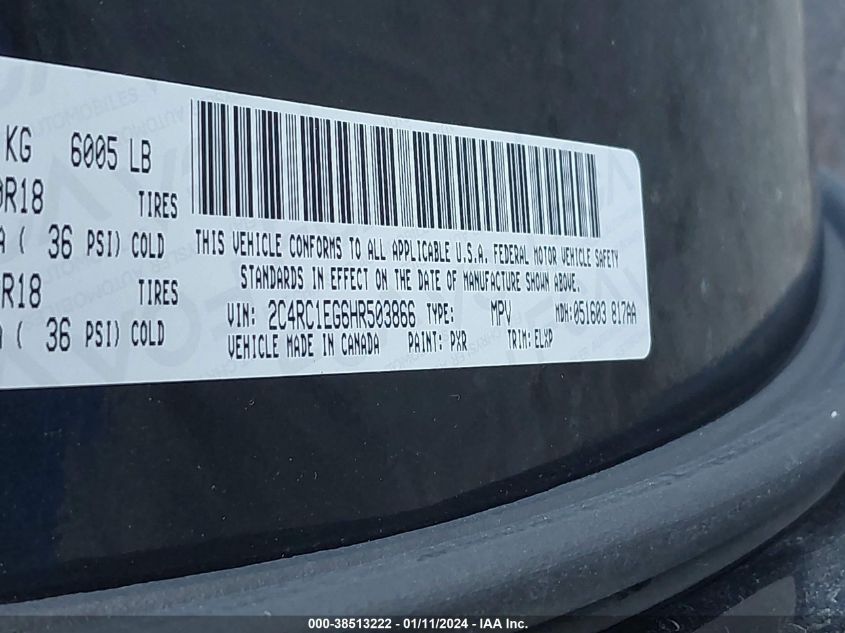 KG 6005 LB
R18 TIRES
( 36 PSI) COLD
R18 TIRES
( 36 PSI) COLD
THIS VEHICLE CONFORMS TO ALL APPLICABLE U.S.A. FEDERAL MOTOR VEHICLE SAFETY
STANDARDS IN EFFECT ON THE DATE OF MANUFACTURE SHOWN ABOVE.
VIN: 2C4RC1EG6HR503866 TYPE: MPV MDH:051603 817AA
VEHICLE MADE IN CANADA PAINT: PXR TRIM: ELXP
000-38513222 - 01/11/2024 - IAA Inc.